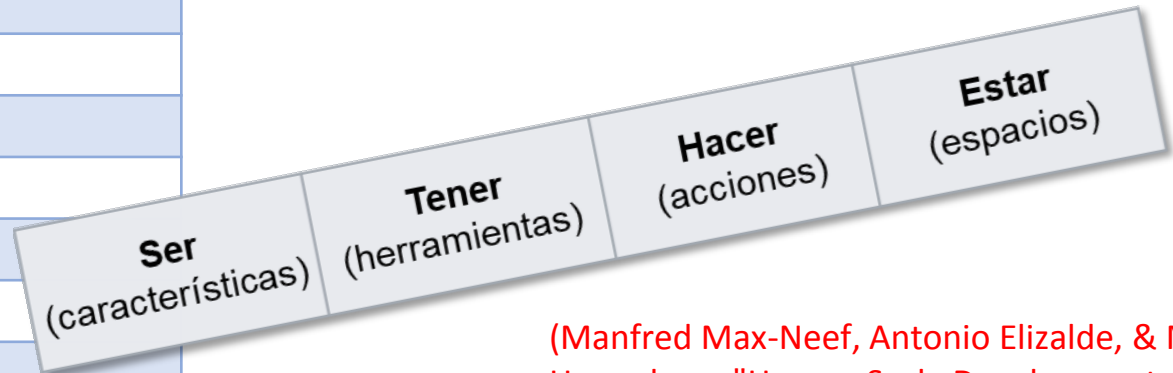 Ser
(características)
Tener
(herramientas)
Hacer
(acciones)
Estar
(espacios)
(Manfred Max-Neef, Antonio Elizalde, &